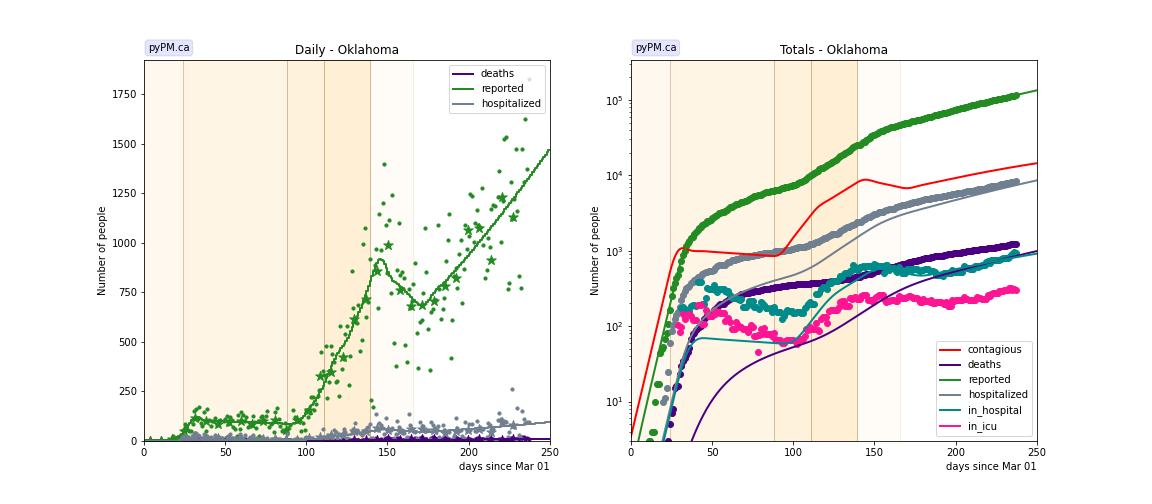 pyPM.ca
Daily - Oklahoma
deaths
reported
hospitalized
Number of people
1750
1500
1250
1000
750
500
250
0
0
50
100
150
200
250
days since Mar 01
pyPM.ca
Totals - Oklahoma
Number of people
10^5
10^4
10^3
10^2
10^1
contagious
deaths
reported
hospitalized
in_hospital
in_icu
0
50
100
150
200
250
days since Mar 01